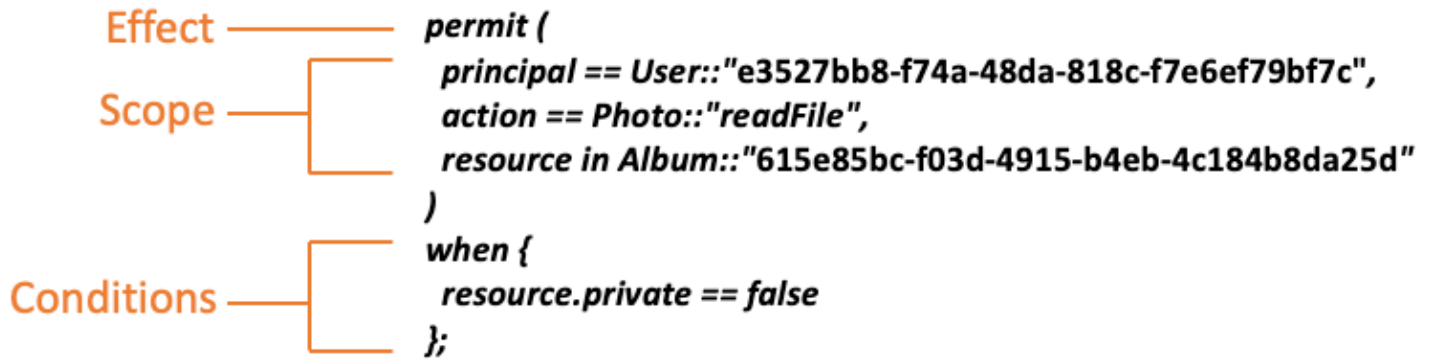 Effect
permit (
principal == User::"e3527bb8-f74a-48da-818c-f7e6ef79bf7c",
Scope
action == Photo::"readFile",
resource in Album::"615e85bc-f03d-4915-b4eb-4c184b8da25d"
)
when {
Conditions
resource.private == false
};